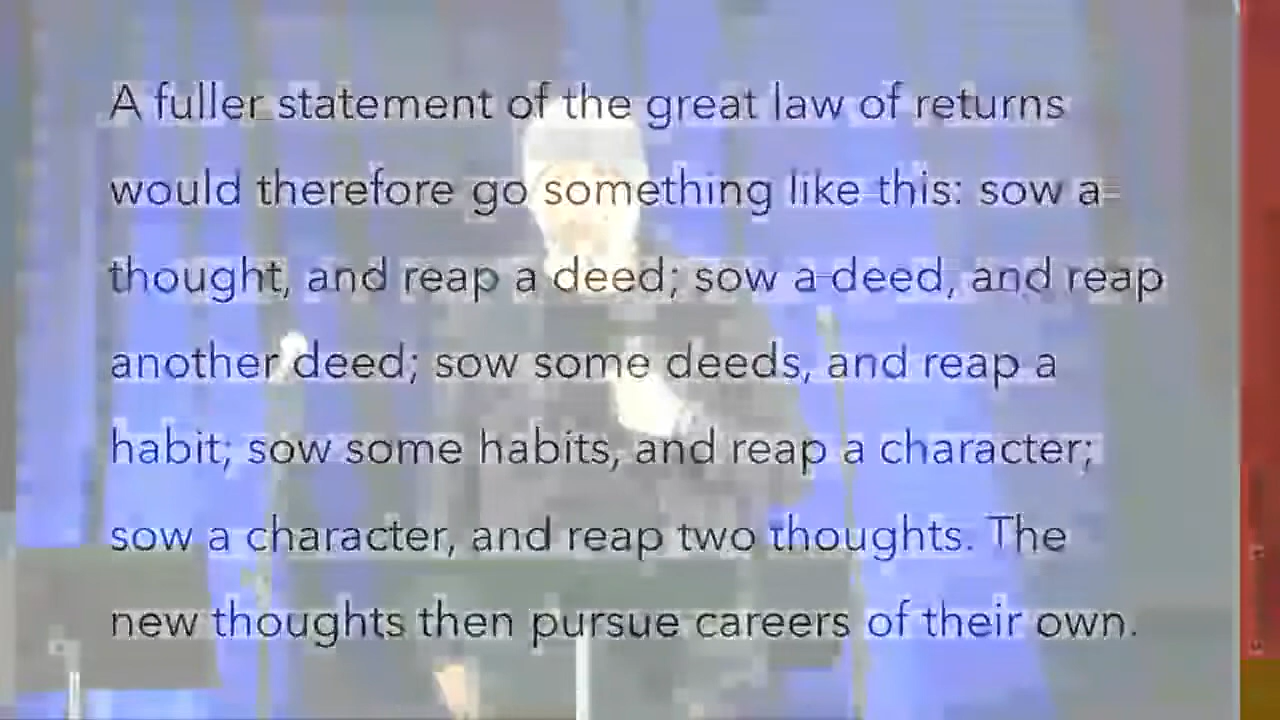 A fuller statement of the great law of returns
would therefore go something like this: sow a
thought, and reap a deed; sow a deed, and reap
another deed; sow some deeds, and reap a
habit; sow some habits, and reap a character;
sow a character, and reap two thoughts. The
new thoughts then pursue careers of their own.